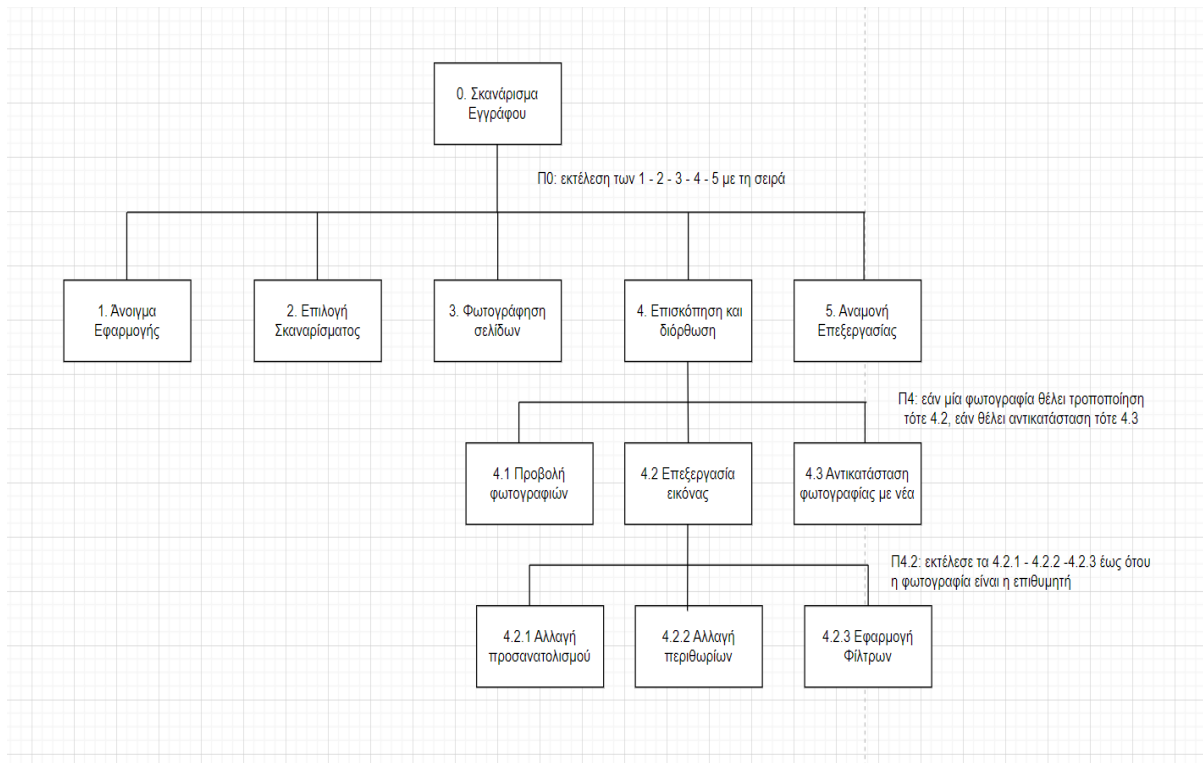 0. Σκανάρισμα
Εγγράφου
Π0: εκτέλεση των 1 - 2 - 3 - 4 - 5 με τη σειρά
1. Άνοιγμα
Εφαρμογής
2. Επιλογή
Σκαναρίσματος
3. Φωτογράφηση
σελίδων
4. Επισκόπηση και
διόρθωση
5. Αναμονή
Επεξεργασίας
Π4: εάν μία φωτογραφία θέλει τροποποίηση
τότε 4.2, εάν θέλει αντικατάσταση τότε 4.3
4.1 Προβολή
φωτογραφιών
4.2 Επεξεργασία
εικόνας
4.3 Αντικατάσταση
φωτογραφίας με νέα
Π4.2: εκτέλεσε τα 4.2.1 - 4.2.2 -4.2.3 έως ότου
η φωτογραφία είναι η επιθυμητή
4.2.1 Αλλαγή
προσανατολισμού
4.2.2 Αλλαγή
περιθωρίων
4.2.3 Εφαρμογή
Φίλτρων